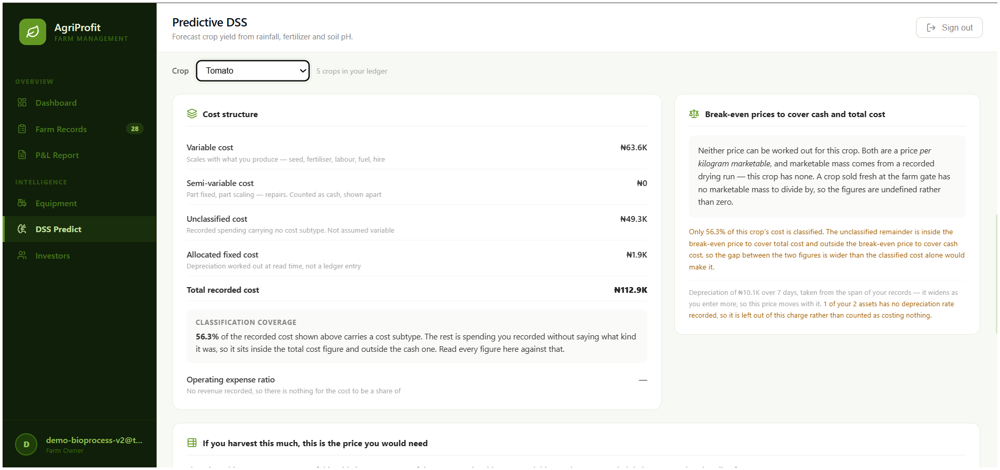 AgriProfit
FARM MANAGEMENT
OVERVIEW
Dashboard
Farm Records 28
P&L Report
INTELLIGENCE
Equipment
DSS Predict
Investors
D
demo-bioprocess-v2@t...
Farm Owner
Predictive DSS
Forecast crop yield from rainfall, fertilizer and soil pH.
Sign out
Crop Tomato 5 crops in your ledger
Cost structure
Variable cost ₦63.6K
Scales with what you produce — seed, fertiliser, labour, fuel, hire
Semi-variable cost ₦0
Part fixed, part scaling — repairs. Counted as cash, shown apart
Unclassified cost ₦49.3K
Recorded spending carrying no cost subtype. Not assumed variable
Allocated fixed cost ₦1.9K
Depreciation worked out at read time, not a ledger entry
Total recorded cost ₦112.9K
CLASSIFICATION COVERAGE
56.3% of the recorded cost shown above carries a cost subtype. The rest is spending you recorded without saying what kind
it was, so it sits inside the total cost figure and outside the cash one. Read every figure here against that.
Operating expense ratio —
No revenue recorded, so there is nothing for the cost to be a share of
Break-even prices to cover cash and total cost
Neither price can be worked out for this crop. Both are a price per
kilogram marketable, and marketable mass comes from a recorded
drying run — this crop has none. A crop sold fresh at the farm gate has
no marketable mass to divide by, so the figures are undefined rather
than zero.
Only 56.3% of this crop's cost is classified. The unclassified remainder is inside the
break-even price to cover total cost and outside the break-even price to cover cash
cost, so the gap between the two figures is wider than the classified cost alone would
make it.
Depreciation of ₦10.1K over 7 days, taken from the span of your records — it widens as
you enter more, so this price moves with it. 1 of your 2 assets has no depreciation rate
recorded, so it is left out of this charge rather than counted as costing nothing.
If you harvest this much, this is the price you would need